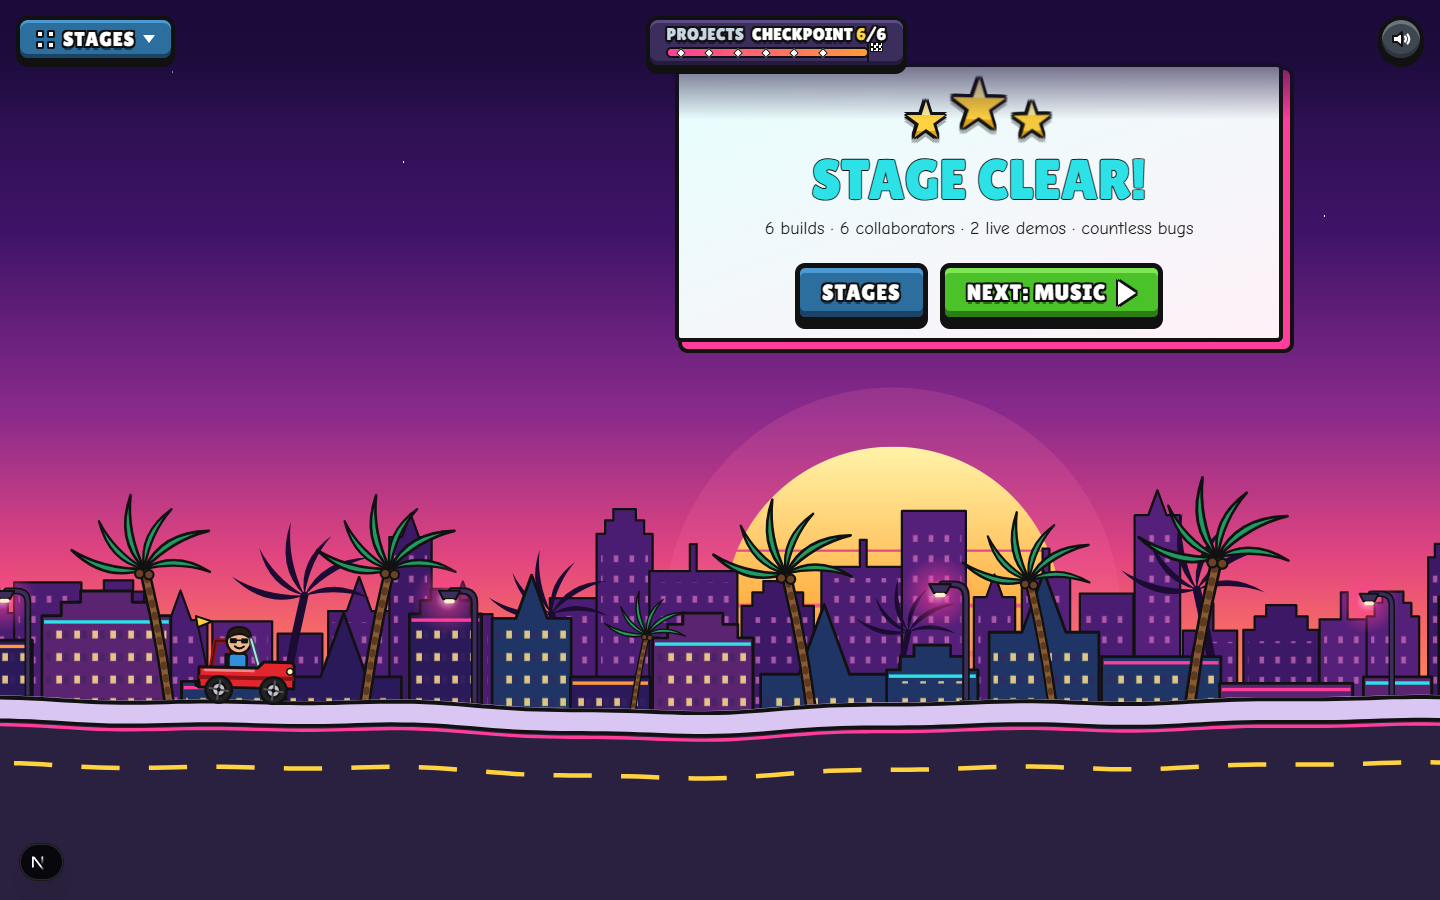 STAGES
PROJECTS CHECKPOINT 6/6
STAGE CLEAR!
6 builds · 6 collaborators · 2 live demos · countless bugs
STAGES
NEXT: MUSIC
N